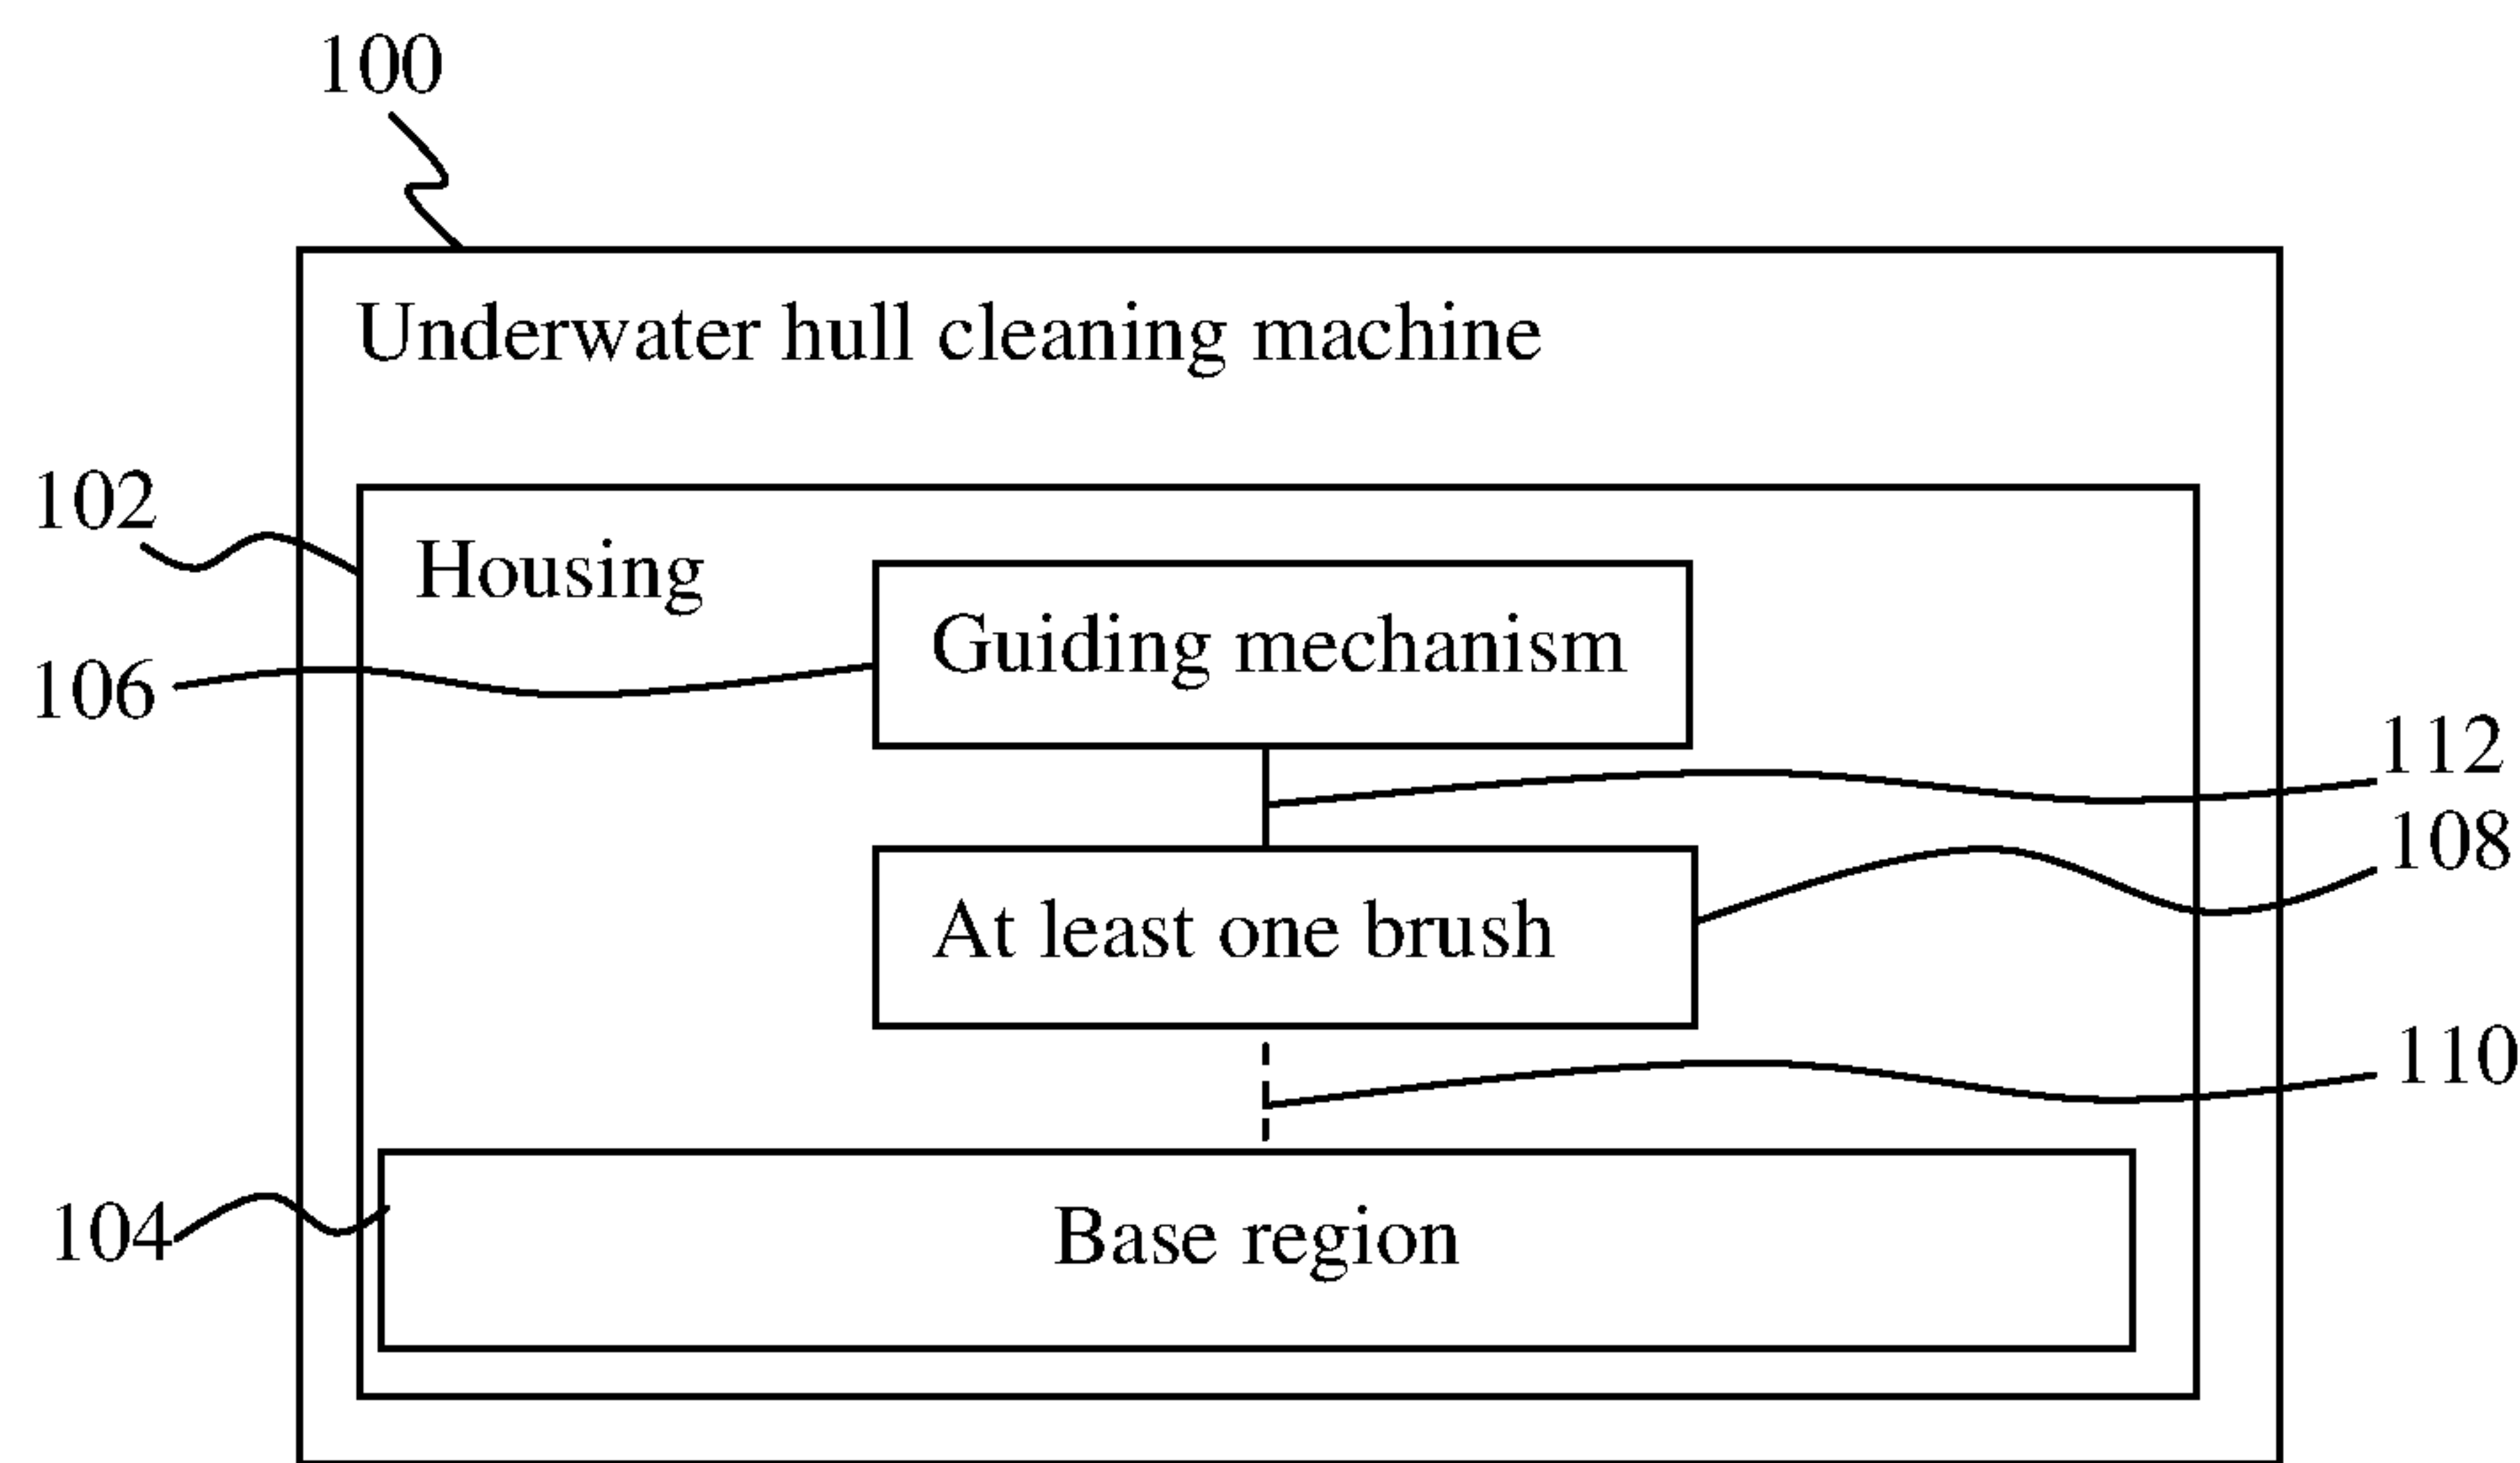 100
Underwater hull cleaning machine
102
Housing
Guiding mechanism
106
112
108
At least one brush
110
104
Base region